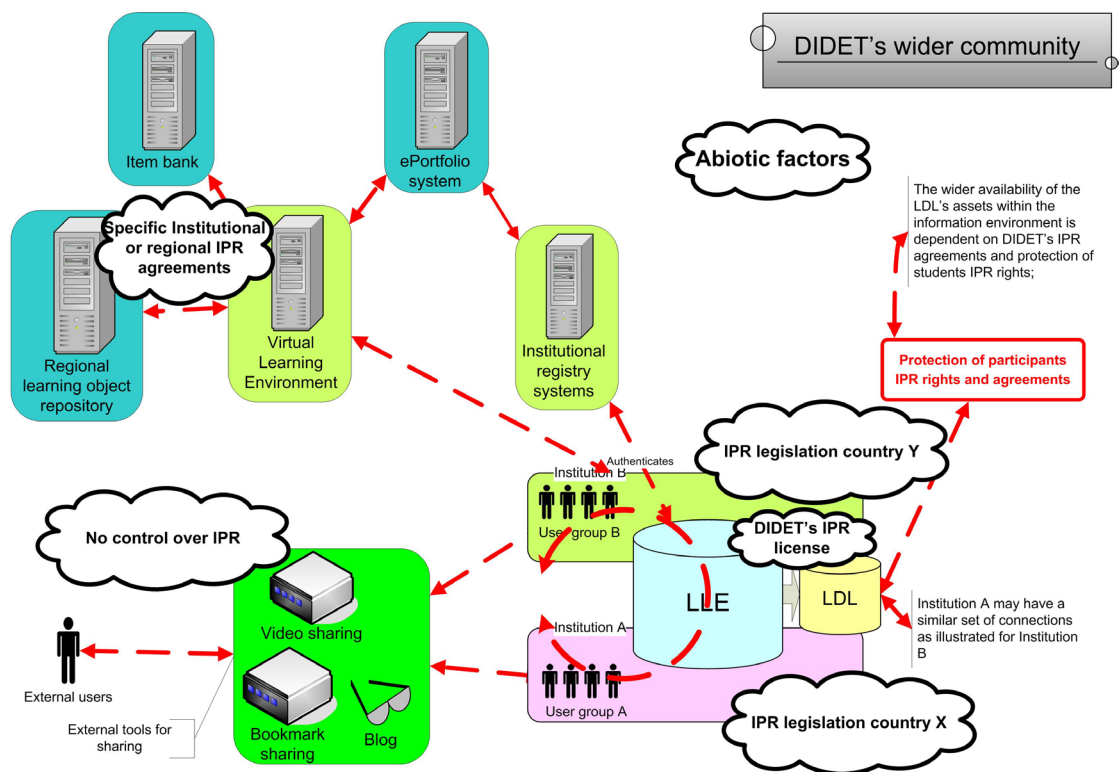 DIDET's wider community
Item bank
ePortfolio
system
Abiotic factors
The wider availability of the
LDL's assets within the
information environment is
dependent on DIDET's IPR
agreements and protection of
students IPR rights;
Specific Institutional
or regional IPR
agreements
Regional
learning object
repository
Virtual
Learning
Environment
Institutional
registry
systems
Protection of participants
IPR rights and agreements
IPR legislation country Y
Authenticates
Institution B
User group B
DIDET's IPR
license
No control over IPR
LLE
LDL
Video sharing
Institution A
Institution A may have a
similar set of connections
as illustrated for Institution
B
External users
User group A
IPR legislation country X
External tools for
sharing
Bookmark
sharing
Blog